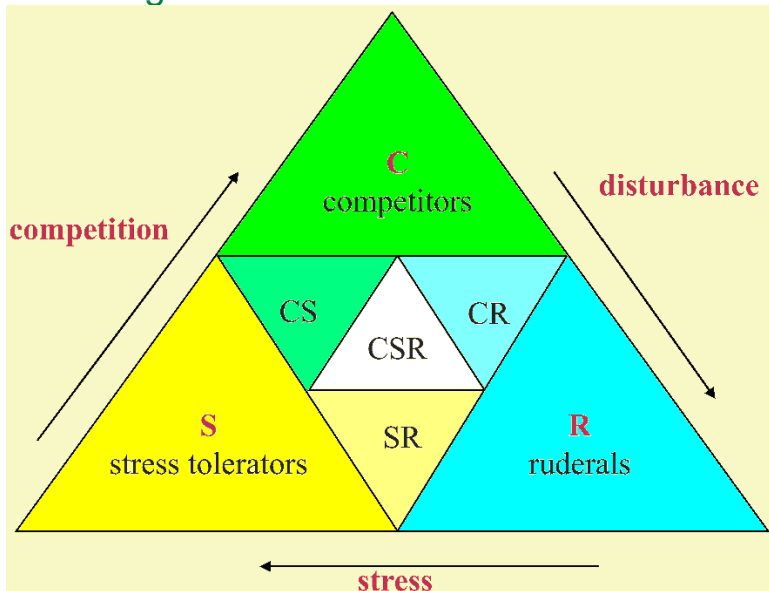 C
competitors
disturbance
competition
CS
CR
CSR
S
stress tolerators
SR
R
ruderals
stress